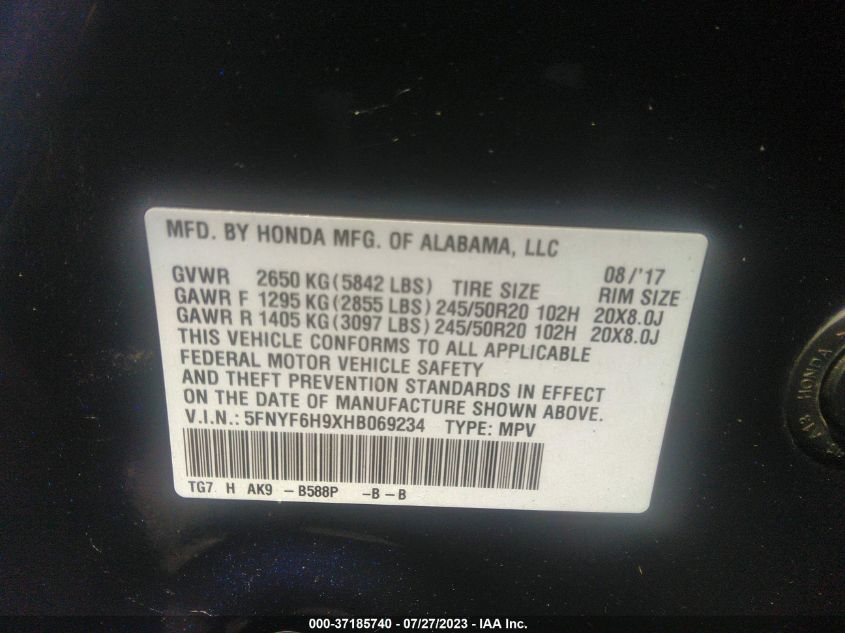 MFD. BY HONDA MFG. OF ALABAMA, LLC
08/'17
GVWR 2650 KG (5842 LBS) TIRE SIZE RIM SIZE
GAWR F 1295 KG (2855 LBS) 245/50R20 102H 20X8.0J
GAWR R 1405 KG (3097 LBS) 245/50R20 102H 20X8.0J
THIS VEHICLE CONFORMS TO ALL APPLICABLE
FEDERAL MOTOR VEHICLE SAFETY
AND THEFT PREVENTION STANDARDS IN EFFECT
ON THE DATE OF MANUFACTURE SHOWN ABOVE.
V.I.N.: 5FNYF6H9XHB069234 TYPE: MPV
TG7 H AK9 -B588P -B-B
HONDA
000-37185740 - 07/27/2023 - IAA Inc.